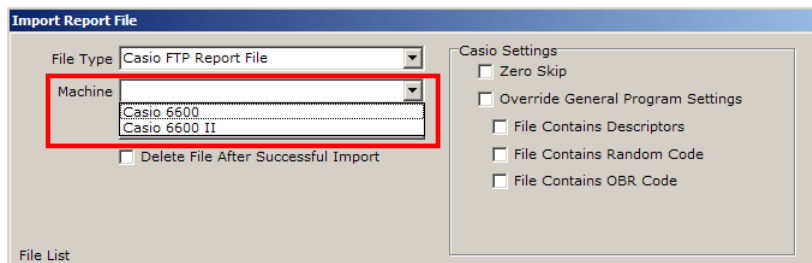 Import Report File
File Type Casio FTP Report File
Machine
Casio 6600
Casio 6600 II
Delete File After Successful Import
File List
Casio Settings
Zero Skip
Override General Program Settings
File Contains Descriptors
File Contains Random Code
File Contains OBR Code